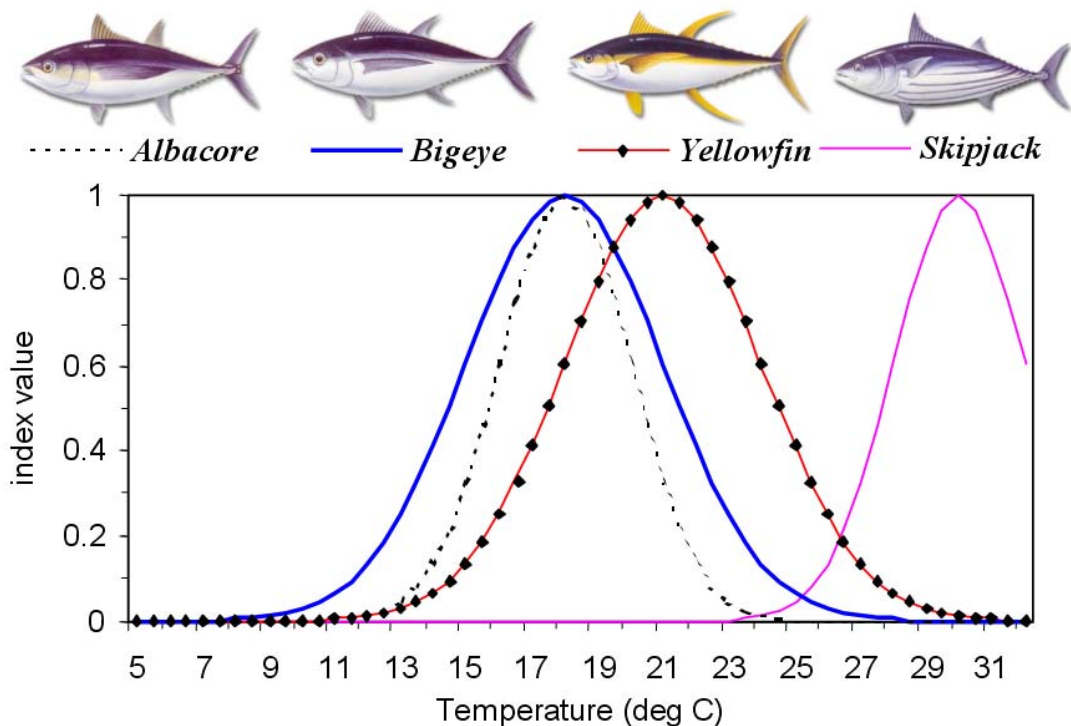 Albacore Bigeye Yellowfin Skipjack
1
0.8
0.6
0.4
0.2
0
index value
5 7 9 11 13 15 17 19 21 23 25 27 29 31
Temperature (deg C)